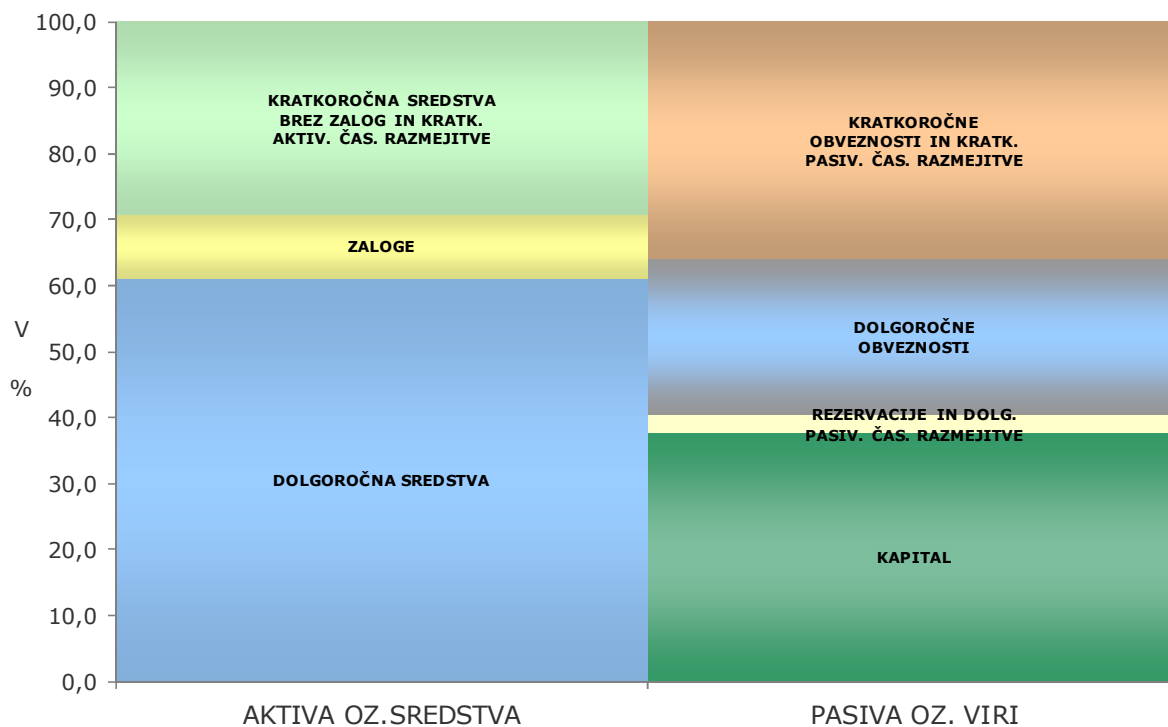 100,0
90,0
80,0
70,0
60,0
50,0
40,0
30,0
20,0
10,0
0,0
V
%
KRATKOROČNA SREDSTVA
BREZ ZALOG IN KRATK.
AKTIV. ČAS. RAZMEJITVE
ZALOGE
DOLGOROČNA SREDSTVA
KRATKOROČNE
OBVEZNOSTI IN KRATK.
PASIV. ČAS. RAZMEJITVE
DOLGOROČNE
OBVEZNOSTI
REZERVACIJE IN DOLG.
PASIV. ČAS. RAZMEJITVE
KAPITAL
AKTIVA OZ.SREDSTVA
PASIVA OZ. VIRI